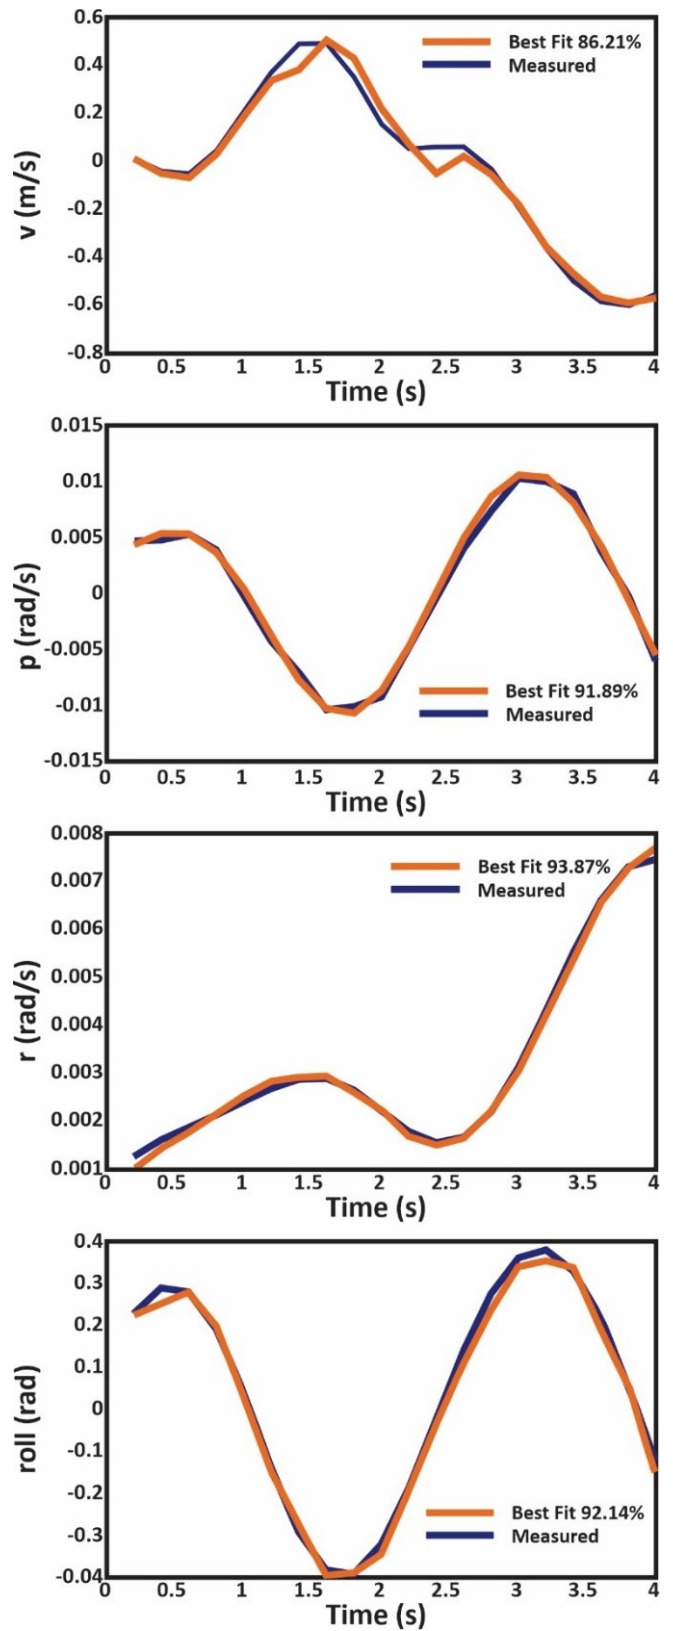 0.6
0.4
0.2
0
-0.2
-0.4
-0.6
-0.8
v (m/s)
Best Fit 86.21%
Measured
0 0.5 1 1.5 2 2.5 3 3.5 4
Time (s)
0.015
0.01
0.005
0
-0.005
-0.01
-0.015
p (rad/s)
Best Fit 91.89%
Measured
0 0.5 1 1.5 2 2.5 3 3.5 4
Time (s)
0.008
0.007
0.006
0.005
0.004
0.003
0.002
0.001
r (rad/s)
Best Fit 93.87%
Measured
0 0.5 1 1.5 2 2.5 3 3.5 4
Time (s)
0.4
0.3
0.2
0.1
0
-0.1
-0.2
-0.3
-0.04
roll (rad)
Best Fit 92.14%
Measured
0 0.5 1 1.5 2 2.5 3 3.5 4
Time (s)